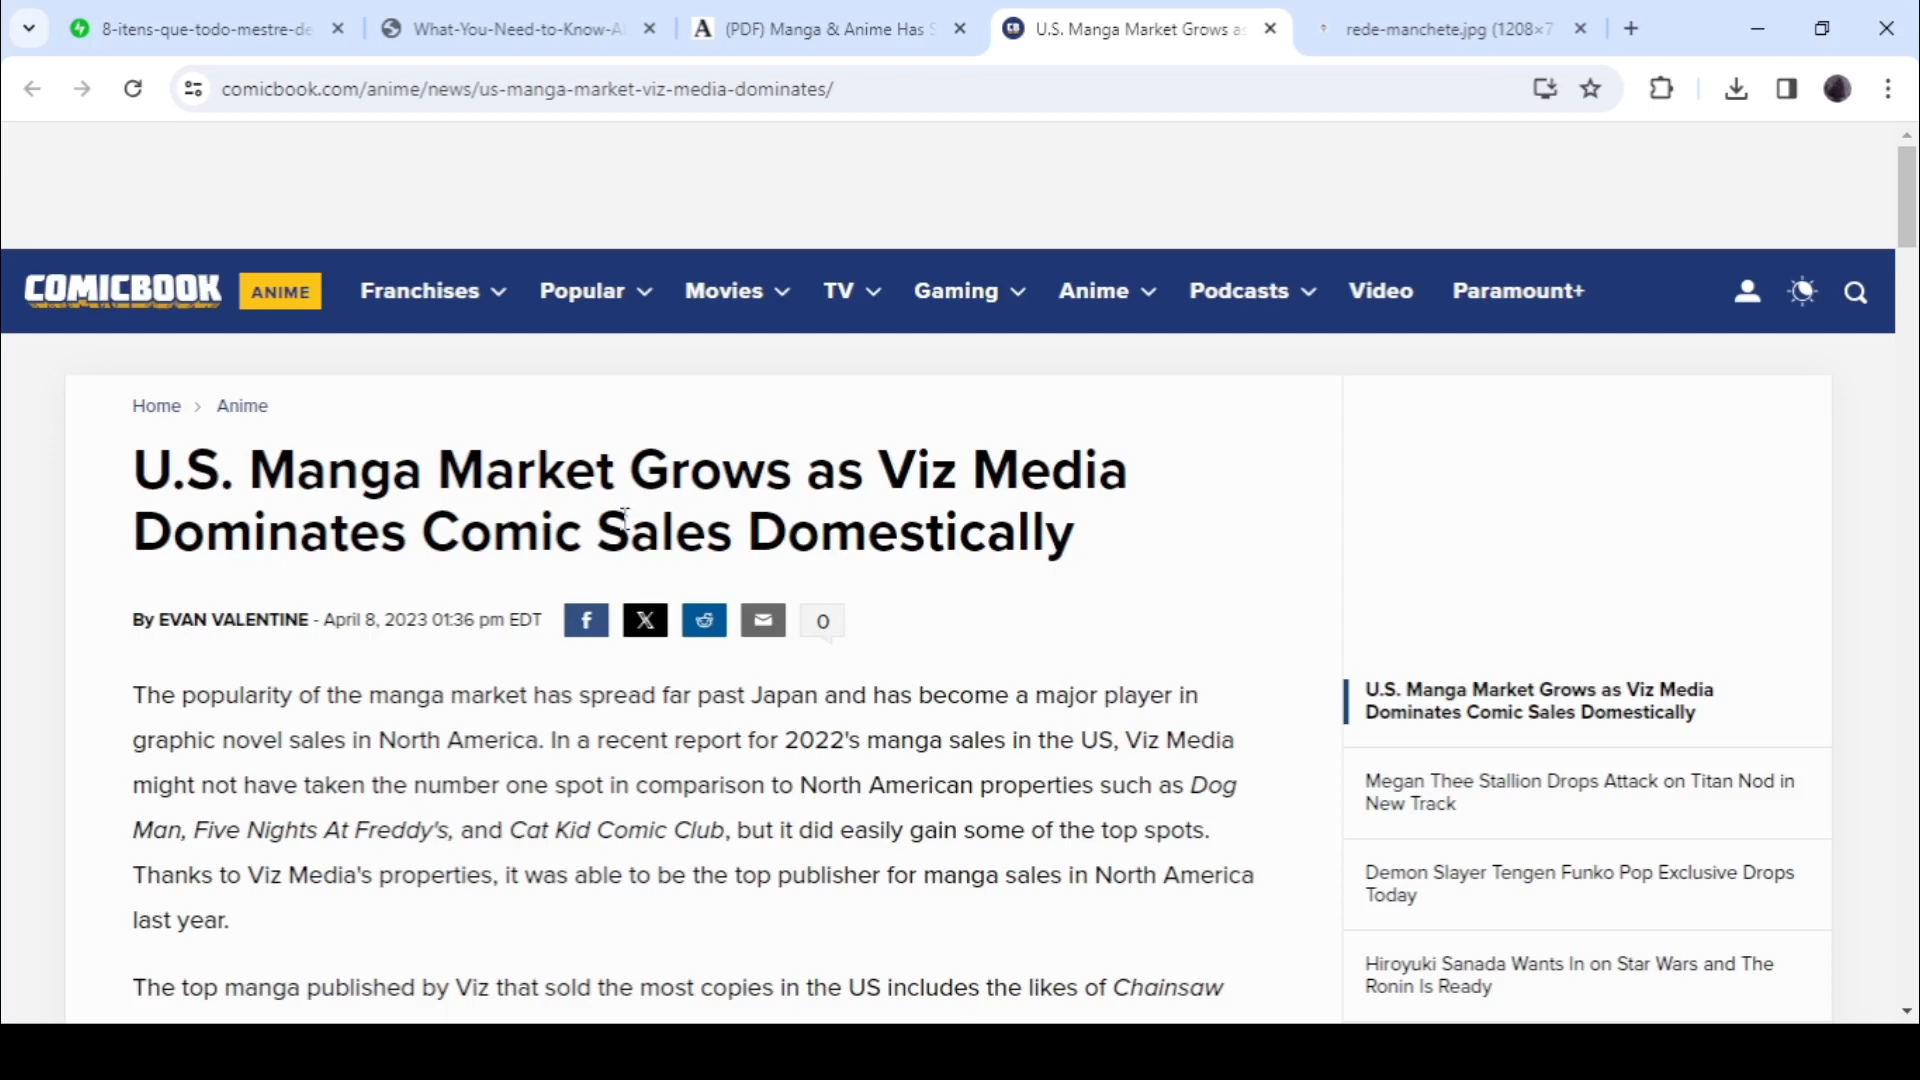 8-itens-que-todo-mestre-de
What-You-Need-to-Know-A
(PDF) Manga & Anime Has S
U.S. Manga Market Grows as
rede-manchete.jpg (1208×7
comicbook.com/anime/news/us-manga-market-viz-media-dominates/
COMICBOOK ANIME Franchises Popular Movies TV Gaming Anime Podcasts Video Paramount+
Home > Anime
U.S. Manga Market Grows as Viz Media
Dominates Comic Sales Domestically
By EVAN VALENTINE - April 8, 2023 01:36 pm EDT
0
The popularity of the manga market has spread far past Japan and has become a major player in
graphic novel sales in North America. In a recent report for 2022's manga sales in the US, Viz Media
might not have taken the number one spot in comparison to North American properties such as Dog
Man, Five Nights At Freddy's, and Cat Kid Comic Club, but it did easily gain some of the top spots.
Thanks to Viz Media's properties, it was able to be the top publisher for manga sales in North America
last year.
The top manga published by Viz that sold the most copies in the US includes the likes of Chainsaw
U.S. Manga Market Grows as Viz Media
Dominates Comic Sales Domestically
Megan Thee Stallion Drops Attack on Titan Nod in
New Track
Demon Slayer Tengen Funko Pop Exclusive Drops
Today
Hiroyuki Sanada Wants In on Star Wars and The
Ronin Is Ready